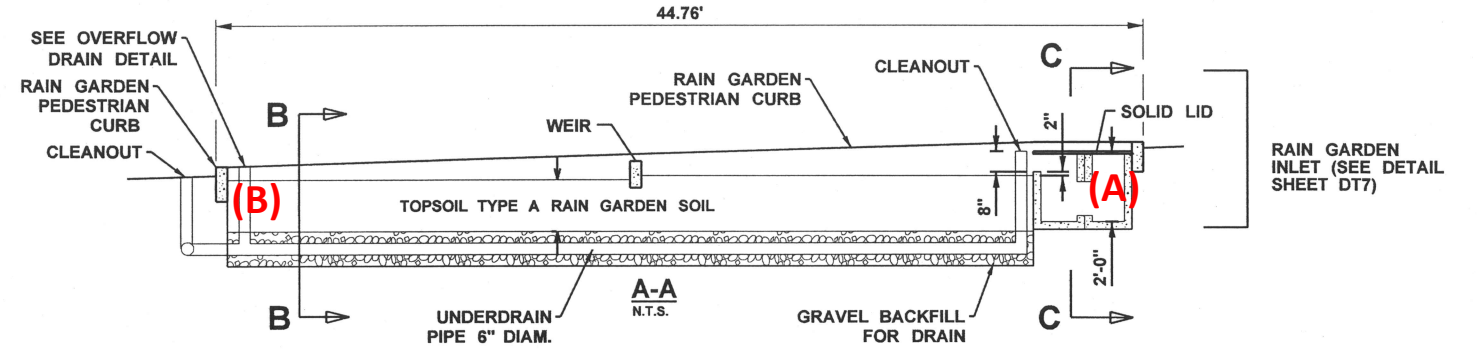 44.76'
SEE OVERFLOW
DRAIN DETAIL
RAIN GARDEN
PEDESTRIAN
CURB
CLEANOUT
B
(B)
WEIR
RAIN GARDEN
PEDESTRIAN CURB
CLEANOUT
C
2"
SOLID LID
(A)
RAIN GARDEN
INLET (SEE DETAIL
SHEET DT7)
TOPSOIL TYPE A RAIN GARDEN SOIL
8"
2'-0"
B
UNDERDRAIN
PIPE 6" DIAM.
A-A
N.T.S.
GRAVEL BACKFILL
FOR DRAIN
C